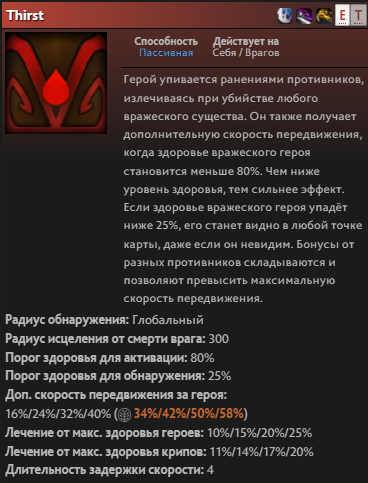 Thirst
E T
Способность
Пассивная
Действует на
Себя / Врагов
Герой упивается ранениями противников,
излечиваясь при убийстве любого
вражеского существа. Он также получает
дополнительную скорость передвижения,
когда здоровье вражеского героя
становится меньше 80%. Чем ниже
уровень здоровья, тем сильнее эффект.
Если здоровье вражеского героя упадёт
ниже 25%, его станет видно в любой точке
карты, даже если он невидим. Бонусы от
разных противников складываются и
позволяют превысить максимальную
скорость передвижения.
Радиус обнаружения: Глобальный
Радиус исцеления от смерти врага: 300
Порог здоровья для активации: 80%
Порог здоровья для обнаружения: 25%
Доп. скорость передвижения за героя:
16%/24%/32%/40% (34%/42%/50%/58%)
Лечение от макс. здоровья героев: 10%/15%/20%/25%
Лечение от макс. здоровья крипов: 11%/14%/17%/20%
Длительность задержки скорости: 4